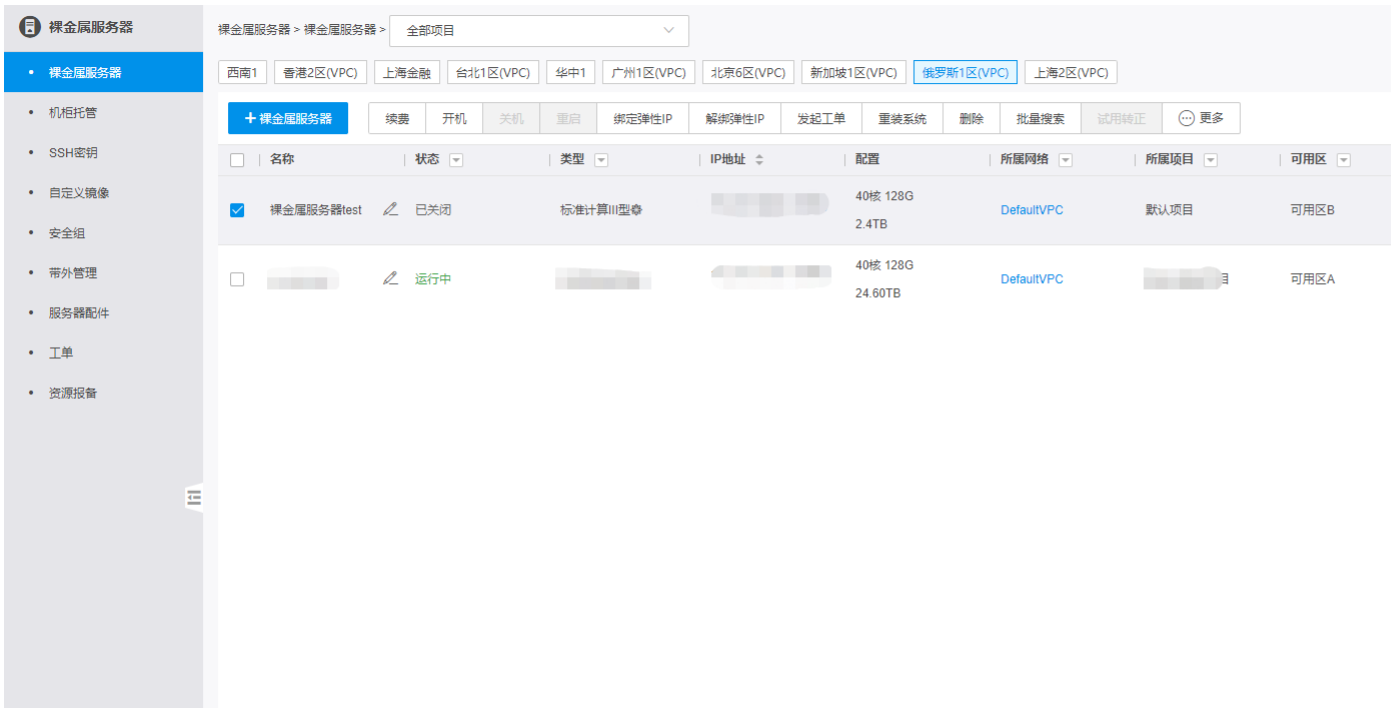 裸金属服务器
裸金属服务器 > 裸金属服务器 > 全部项目
裸金属服务器
机柜托管
SSH密钥
自定义镜像
安全组
带外管理
服务器配件
工单
资源报备
西南1 香港2区(VPC) 上海金融 台北1区(VPC) 华中1 广州1区(VPC) 北京6区(VPC) 新加坡1区(VPC) 俄罗斯1区(VPC) 上海2区(VPC)
+ 裸金属服务器 续费 开机 关机 重启 绑定弹性IP 解绑弹性IP 发起工单 重装系统 删除 批量搜索 试用转正 更多
名称 状态 类型 IP地址 配置 所属网络 所属项目 可用区
裸金属服务器test 已关闭 标准计算III型 40核 128G DefaultVPC 默认项目 可用区B
2.4TB
运行中 40核 128G DefaultVPC 目 可用区A
24.60TB